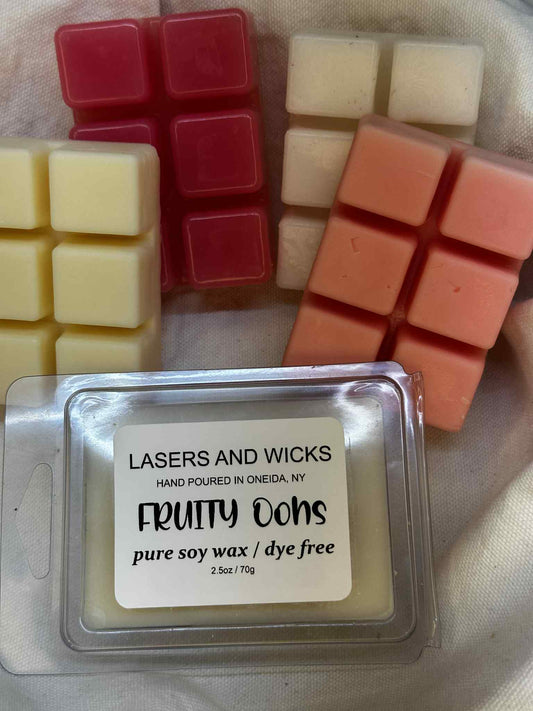 LASERS AND WICKS
HAND POURED IN ONEIDA, NY
FRUITY OOHS
pure soy wax / dye free
2.5oz / 70g